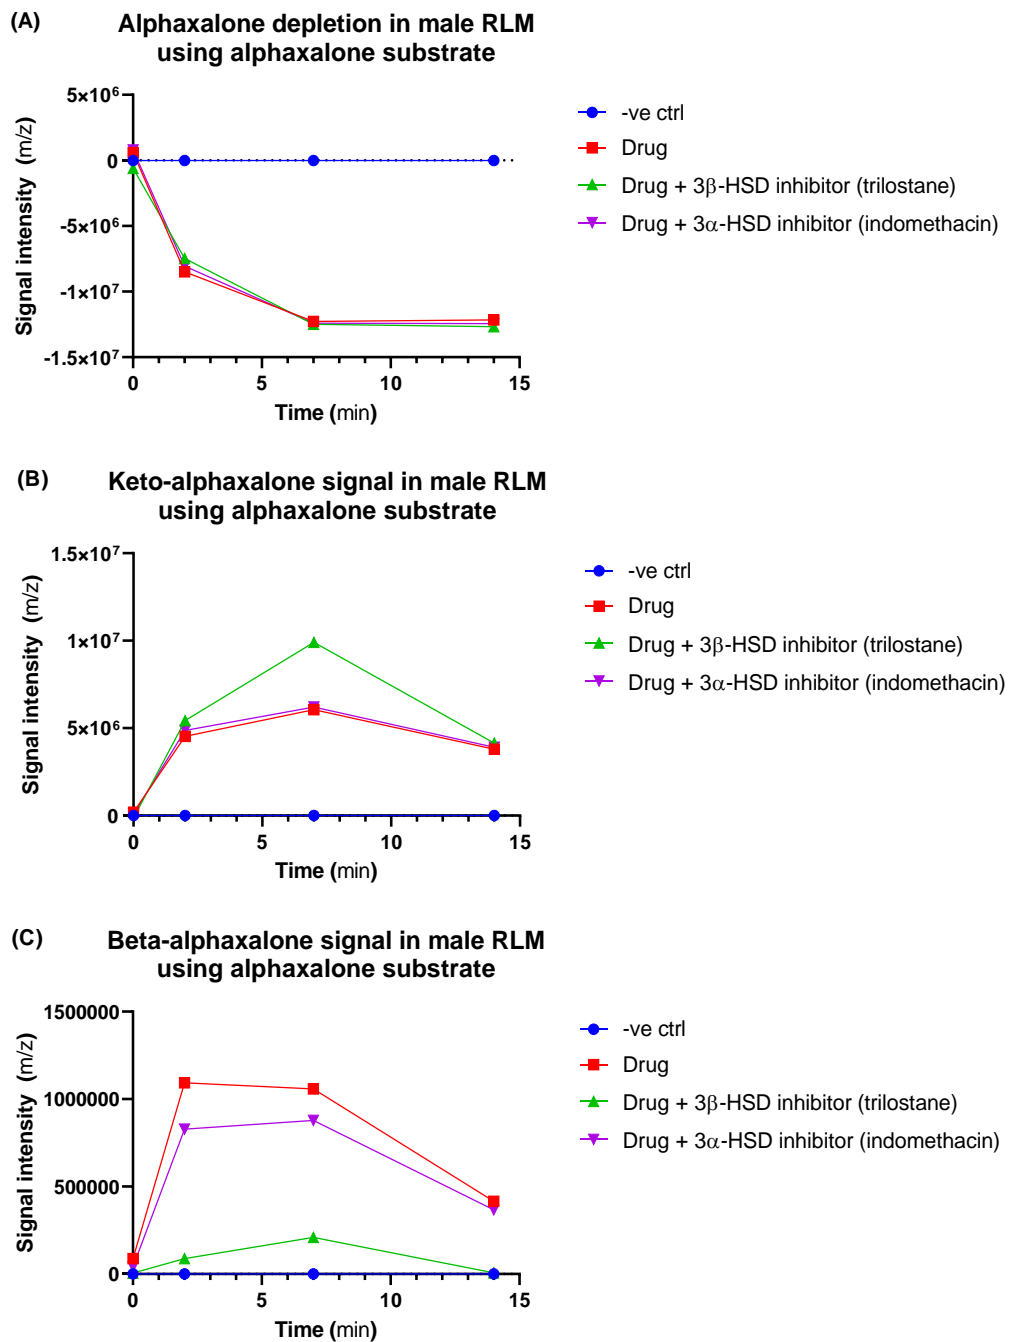 (A)
Alphaxalone depletion in male RLM
using alphaxalone substrate
5×10⁶
0
-5×10⁶
-1×10⁷
-1.5×10⁷
Signal intensity (m/z)
0 5 10 15
Time (min)
-ve ctrl
Drug
Drug + 3β-HSD inhibitor (trilostane)
Drug + 3α-HSD inhibitor (indomethacin)
(B)
Keto-alphaxalone signal in male RLM
using alphaxalone substrate
1.5×10⁷
1×10⁷
5×10⁶
0
Signal intensity (m/z)
0 5 10 15
Time (min)
-ve ctrl
Drug
Drug + 3β-HSD inhibitor (trilostane)
Drug + 3α-HSD inhibitor (indomethacin)
(C)
Beta-alphaxalone signal in male RLM
using alphaxalone substrate
1500000
1000000
500000
0
Signal intensity (m/z)
0 5 10 15
Time (min)
-ve ctrl
Drug
Drug + 3β-HSD inhibitor (trilostane)
Drug + 3α-HSD inhibitor (indomethacin)